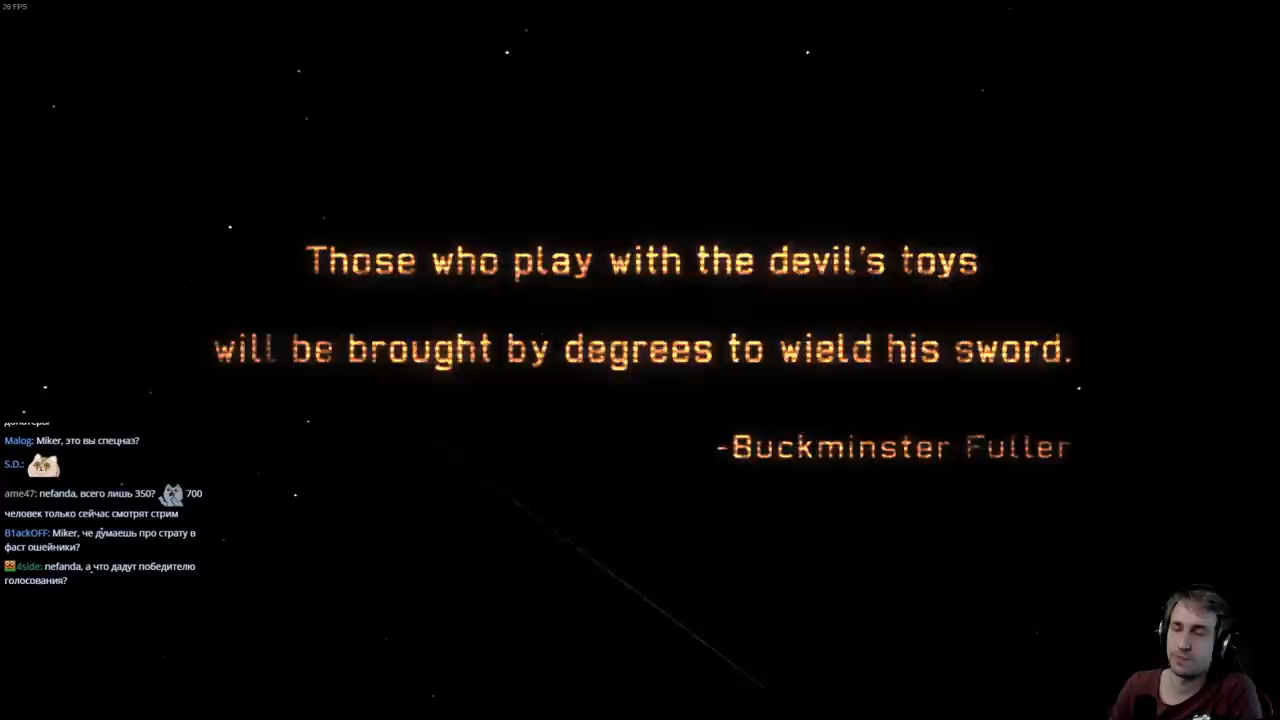 26 FPS
Those who play with the devil's toys
will be brought by degrees to wield his sword.
-Buckminster Fuller
Malog: Miker, это вы спецназ?
S.D.:
ame47: nefanda, всего лишь 350? 700
человек только сейчас смотрят стрим
B1ackOFF: Miker, че думаешь про страту в
фаст ошейники?
4side: nefanda, а что дадут победителю
голосования?